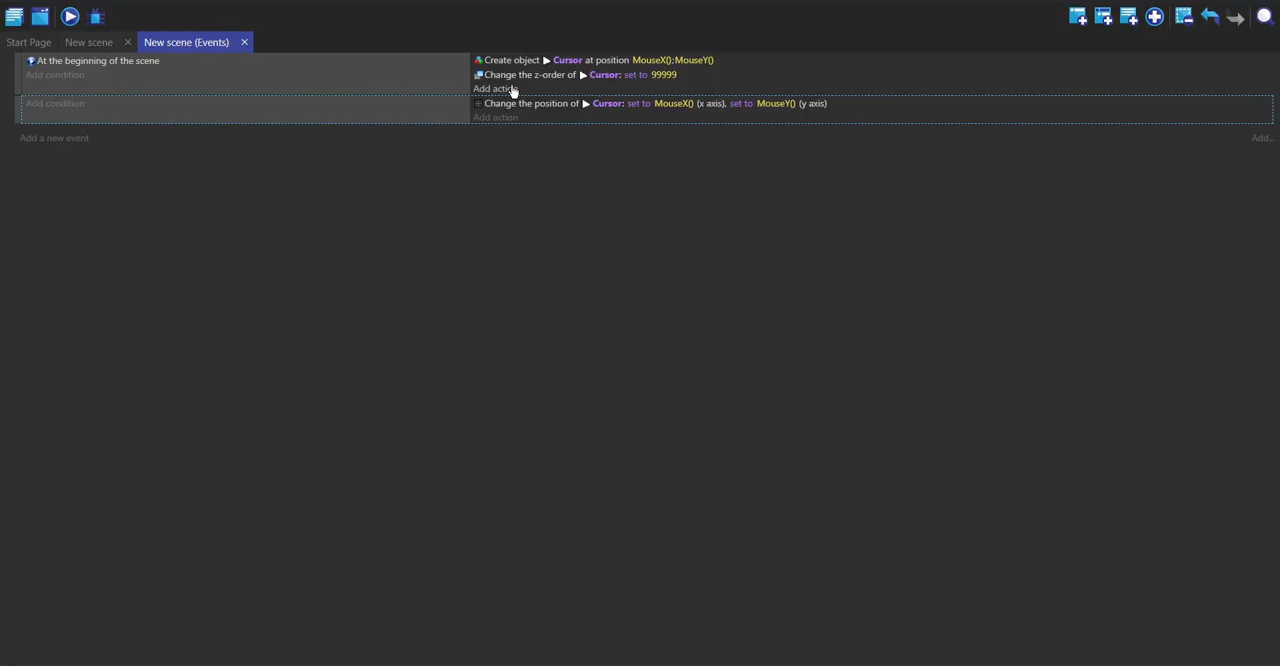 Start Page New scene × New scene (Events) ×
At the beginning of the scene
Add condition
Create object Cursor at position MouseX();MouseY()
Change the z-order of Cursor: set to 99999
Add action
Add condition
Change the position of Cursor: set to MouseX() (x axis), set to MouseY() (y axis)
Add action
Add a new event
Add...